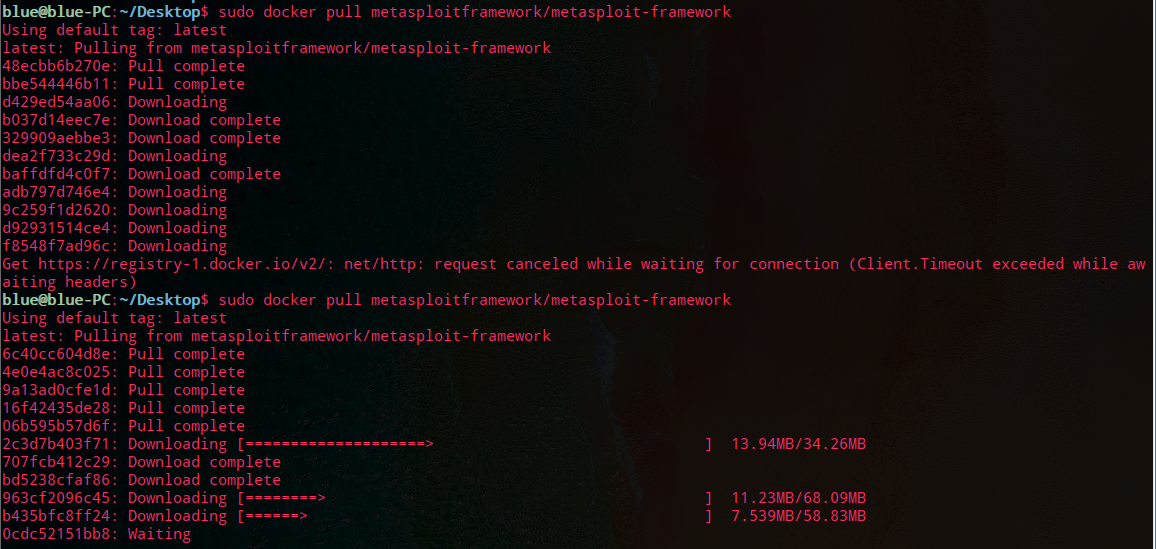 blue@blue-PC:~/Desktop$ sudo docker pull metasploitframework/metasploit-framework
Using default tag: latest
latest: Pulling from metasploitframework/metasploit-framework
48ecbb6b270e: Pull complete
bbe544446b11: Pull complete
d429ed54aa06: Downloading
b037d14eec7e: Download complete
329909aebbe3: Download complete
dea2f733c29d: Downloading
baffdfd4c0f7: Download complete
adb797d746e4: Downloading
9c259f1d2620: Downloading
d92931514ce4: Downloading
f8548f7ad96c: Downloading
Get https://registry-1.docker.io/v2/: net/http: request canceled while waiting for connection (Client.Timeout exceeded while aw
aiting headers)
blue@blue-PC:~/Desktop$ sudo docker pull metasploitframework/metasploit-framework
Using default tag: latest
latest: Pulling from metasploitframework/metasploit-framework
6c40cc604d8e: Pull complete
4e0e4ac8c025: Pull complete
9a13ad0cfe1d: Pull complete
16f42435de28: Pull complete
06b595b57d6f: Pull complete
2c3d7b403f71: Downloading [====================>                              ]  13.94MB/34.26MB
707fcb412c29: Download complete
bd5238cfaf86: Download complete
963cf2096c45: Downloading [========>                                          ]  11.23MB/68.09MB
b435bfc8ff24: Downloading [======>                                            ]  7.539MB/58.83MB
0cdc52151bb8: Waiting